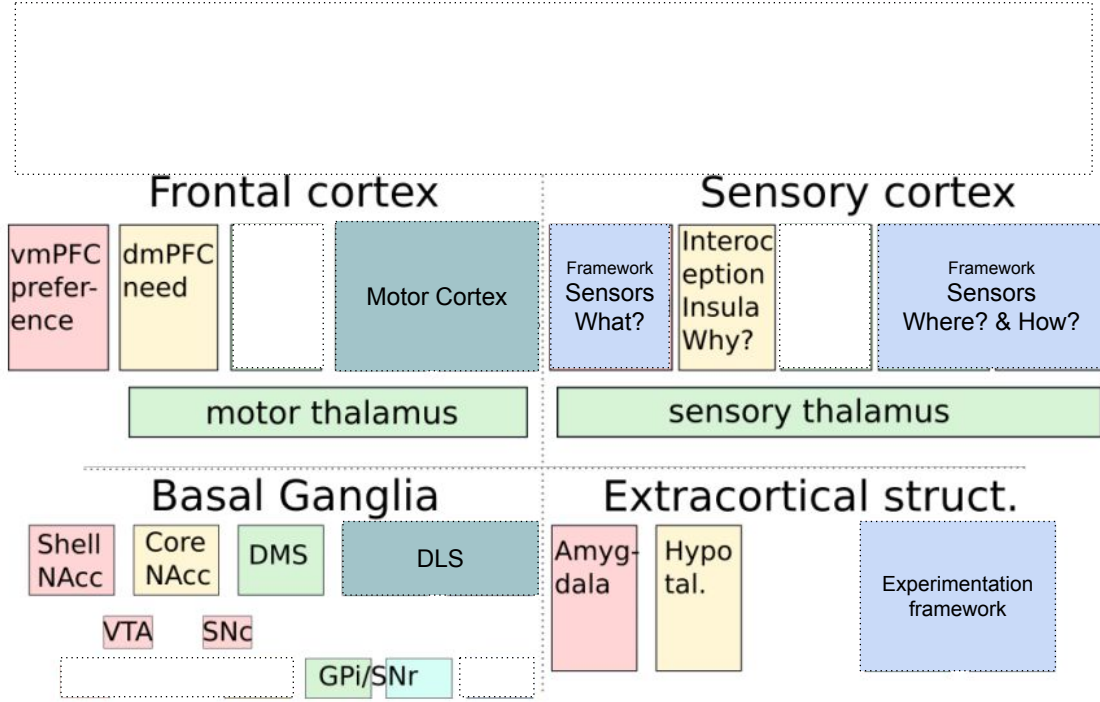 Frontal cortex
Sensory cortex
vmPFC
prefer-
ence
dmPFC
need
Motor Cortex
Framework
Sensors
What?
Interoc
eption
Insula
Why?
Framework
Sensors
Where? & How?
motor thalamus
sensory thalamus
Basal Ganglia
Extracortical struct.
Shell
NAcc
Core
NAcc
DMS
DLS
Amyg-
dala
Hypo
tal.
Experimentation
framework
VTA
SNc
GPi/SNr